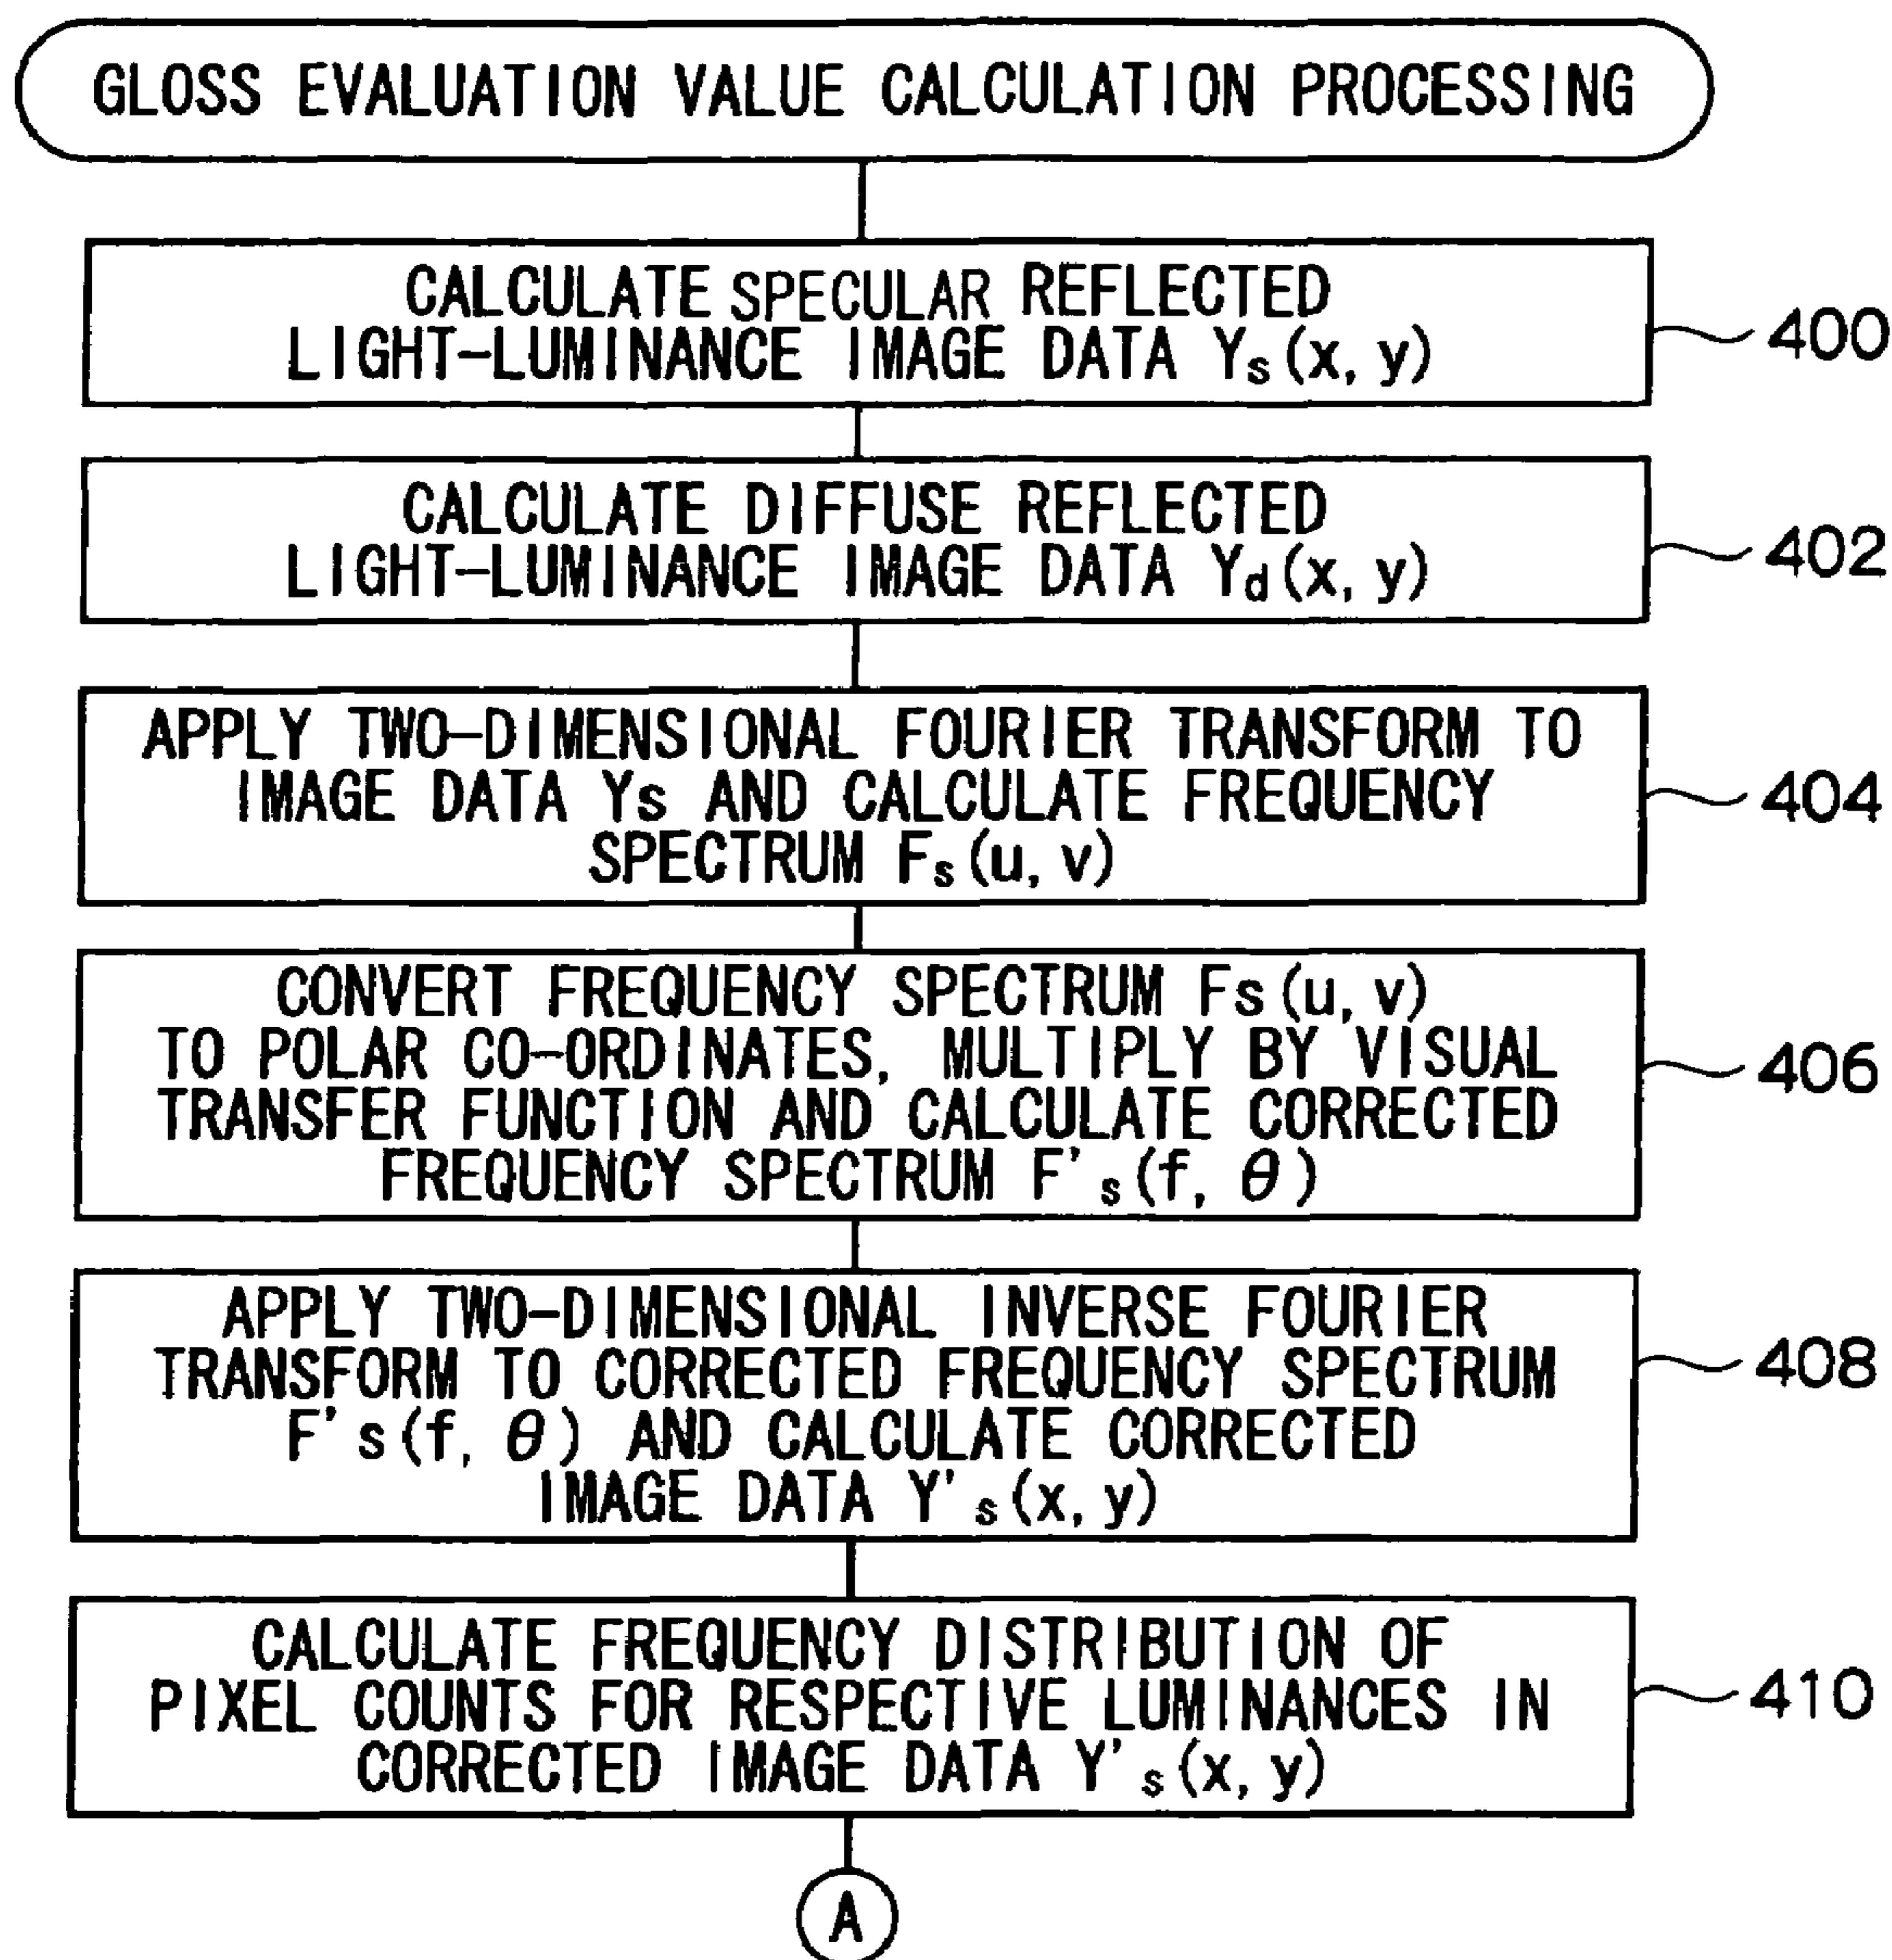 GLOSS EVALUATION VALUE CALCULATION PROCESSING
CALCULATE SPECULAR REFLECTED
LIGHT-LUMINANCE IMAGE DATA Ys(x, y)
400
CALCULATE DIFFUSE REFLECTED
LIGHT-LUMINANCE IMAGE DATA Yd(x, y)
402
APPLY TWO-DIMENSIONAL FOURIER TRANSFORM TO
IMAGE DATA Ys AND CALCULATE FREQUENCY
SPECTRUM Fs(u, v)
404
CONVERT FREQUENCY SPECTRUM Fs(u, v)
TO POLAR CO-ORDINATES, MULTIPLY BY VISUAL
TRANSFER FUNCTION AND CALCULATE CORRECTED
FREQUENCY SPECTRUM F's(f, θ)
406
APPLY TWO-DIMENSIONAL INVERSE FOURIER
TRANSFORM TO CORRECTED FREQUENCY SPECTRUM
F's(f, θ) AND CALCULATE CORRECTED
IMAGE DATA Y's(x, y)
408
CALCULATE FREQUENCY DISTRIBUTION OF
PIXEL COUNTS FOR RESPECTIVE LUMINANCES IN
CORRECTED IMAGE DATA Y's(x, y)
410
A